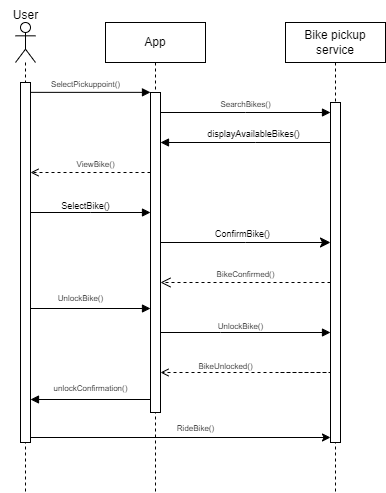 User
App
Bike pickup
service
SelectPickuppoint()
SearchBikes()
displayAvailableBikes()
ViewBike()
SelectBike()
ConfirmBike()
BikeConfirmed()
UnlockBike()
UnlockBike()
BikeUnlocked()
unlockConfirmation()
RideBike()